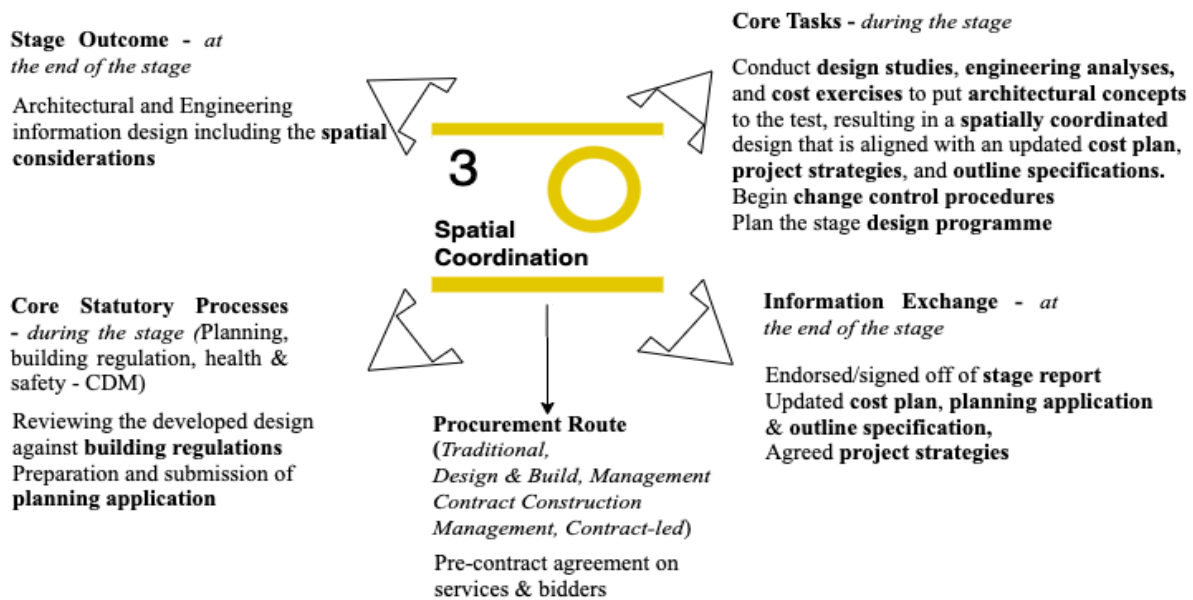 Stage Outcome - at
the end of the stage
Architectural and Engineering
information design including the spatial
considerations
Core Tasks - during the stage
Conduct design studies, engineering analyses,
and cost exercises to put architectural concepts
to the test, resulting in a spatially coordinated
design that is aligned with an updated cost plan,
project strategies, and outline specifications.
Begin change control procedures
Plan the stage design programme
3
Spatial
Coordination
Core Statutory Processes
- during the stage (Planning,
building regulation, health &
safety - CDM)
Reviewing the developed design
against building regulations
Preparation and submission of
planning application
Procurement Route
(Traditional,
Design & Build, Management
Contract Construction
Management, Contract-led)
Pre-contract agreement on
services & bidders
Information Exchange - at
the end of the stage
Endorsed/signed off of stage report
Updated cost plan, planning application
& outline specification,
Agreed project strategies